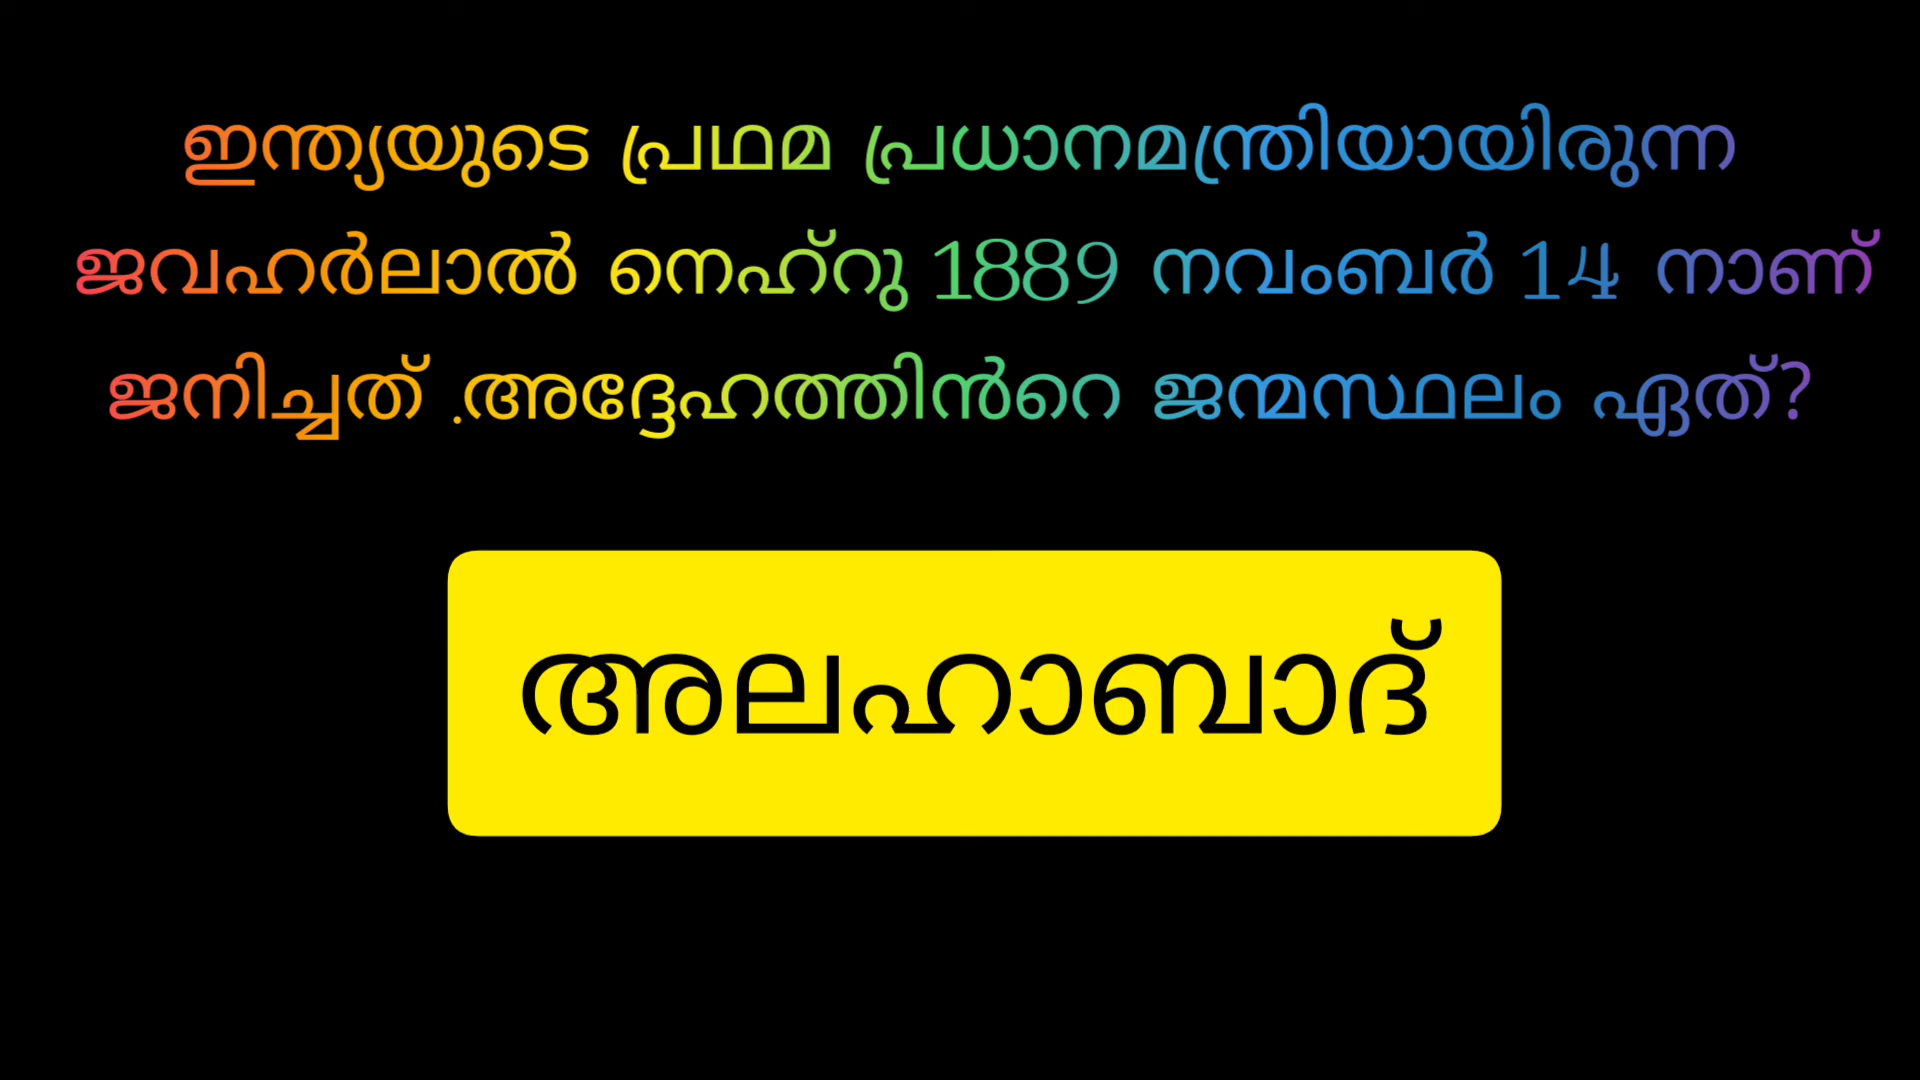 ഇന്ത്യയുടെ പ്രഥമ പ്രധാനമന്ത്രിയായിരുന്ന
ജവഹർലാൽ നെഹ്റു 1889 നവംബർ 14 നാണ്
ജനിച്ചത് .അദ്ദേഹത്തിൻറെ ജന്മസ്ഥലം ഏത്?
അലഹാബാദ്